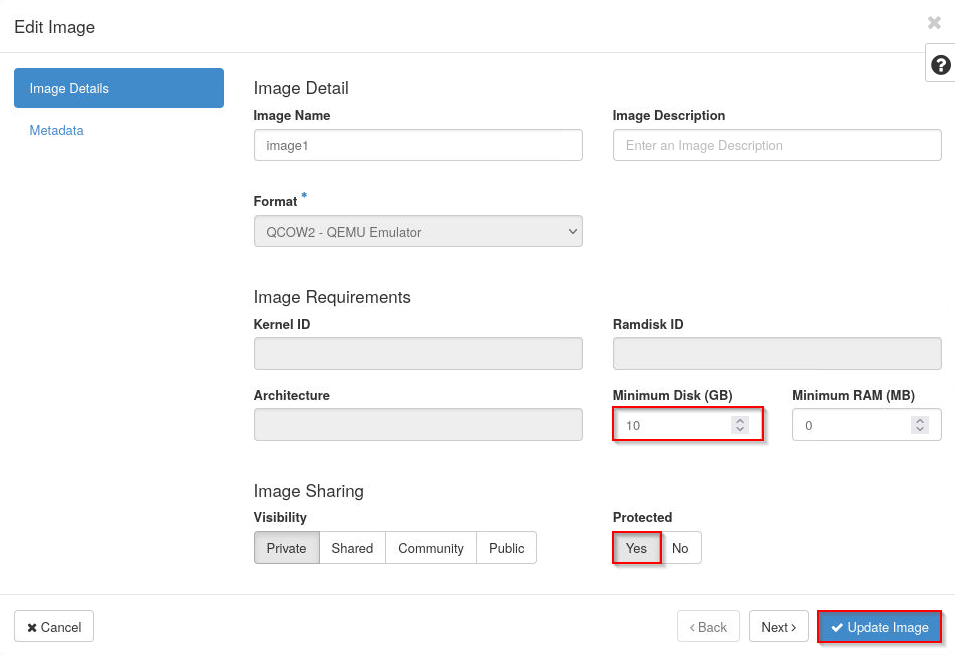 Edit Image
Image Details
Metadata
Image Detail
Image Name
Image Description
image1
Enter an Image Description
Format *
QCOW2 - QEMU Emulator
Image Requirements
Kernel ID
Ramdisk ID
Architecture
Minimum Disk (GB)
Minimum RAM (MB)
10
0
Image Sharing
Visibility
Protected
Private
Shared
Community
Public
Yes
No
Cancel
Back
Next
Update Image